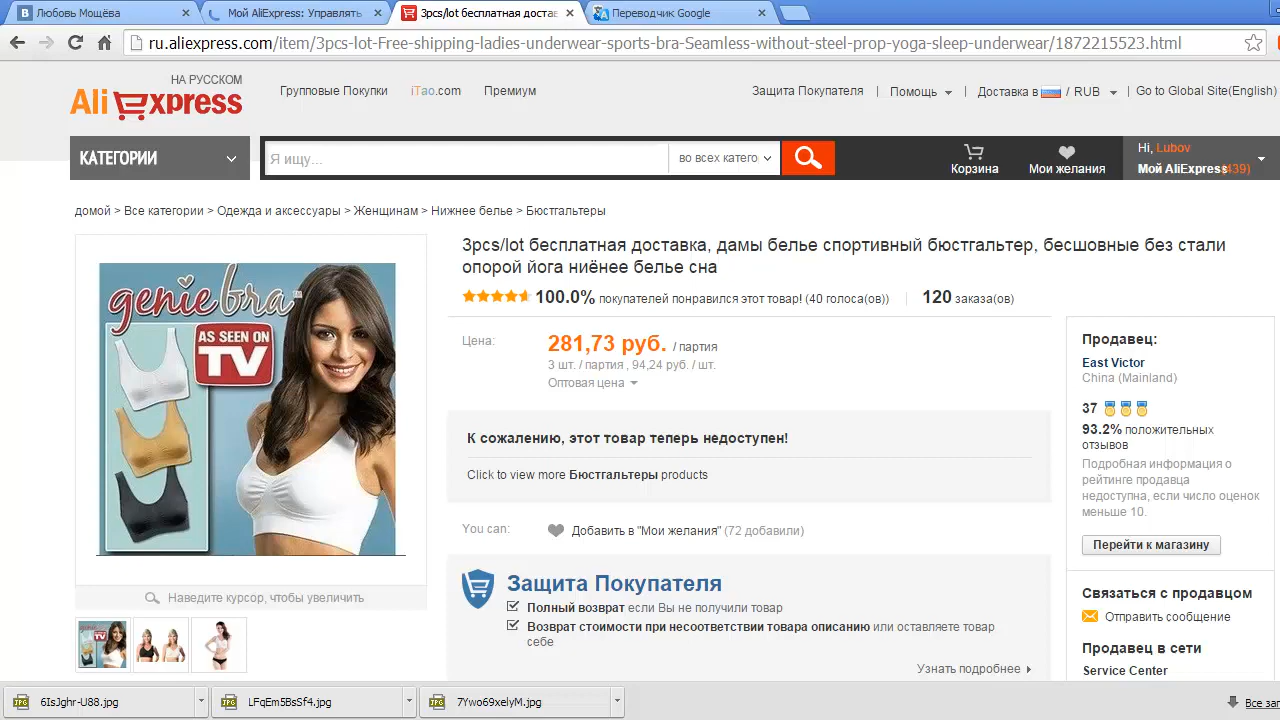 Любовь Мощёва
Мой AliExpress: Управлять
3pcs/lot бесплатная достав
Переводчик Google
ru.aliexpress.com/item/3pcs-lot-Free-shipping-ladies-underwear-sports-bra-Seamless-without-steel-prop-yoga-sleep-underwear/1872215523.html
НА РУССКОМ
AliExpress
Групповые Покупки iTao.com Премиум
Защита Покупателя | Помощь | Доставка в / RUB | Go to Global Site(English)
КАТЕГОРИИ
Я ищу...
во всех катего
Корзина
Мои желания
Hi, Lubov
Мой AliExpress(439)
домой > Все категории > Одежда и аксессуары > Женщинам > Нижнее белье > Бюстгальтеры
genie bra™
AS SEEN ON
TV
Наведите курсор, чтобы увеличить
3pcs/lot бесплатная доставка, дамы белье спортивный бюстгальтер, бесшовные без стали
опорой йога ниёнее белье сна
100.0% покупателей понравился этот товар! (40 голоса(ов)) 120 заказа(ов)
Цена: 281,73 руб. / партия
3 шт. / партия , 94,24 руб. / шт.
Оптовая цена
К сожалению, этот товар теперь недоступен!
Click to view more Бюстгальтеры products
You can: Добавить в "Мои желания" (72 добавили)
Защита Покупателя
Полный возврат если Вы не получили товар
Возврат стоимости при несоответствии товара описанию или оставляете товар
себе
Узнать подробнее
Продавец:
East Victor
China (Mainland)
37
93.2% положительных
отзывов
Подробная информация о
рейтинге продавца
недоступна, если число оценок
меньше 10.
Перейти к магазину
Связаться с продавцом
Отправить сообщение
Продавец в сети
Service Center
6IsJghr-U88.jpg
LFqEm5BsSf4.jpg
7Ywo69xelyM.jpg
Все заг